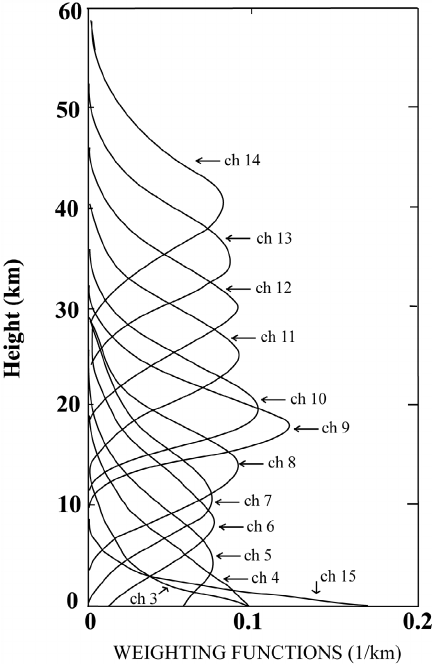 60
50
ch 14
40
ch 13
Height (km)
ch 12
30
ch 11
ch 10
20
ch 9
ch 8
ch 7
10
ch 6
ch 5
ch 4
ch 15
ch 3
0
0
0.1
0.2
WEIGHTING FUNCTIONS (1/km)